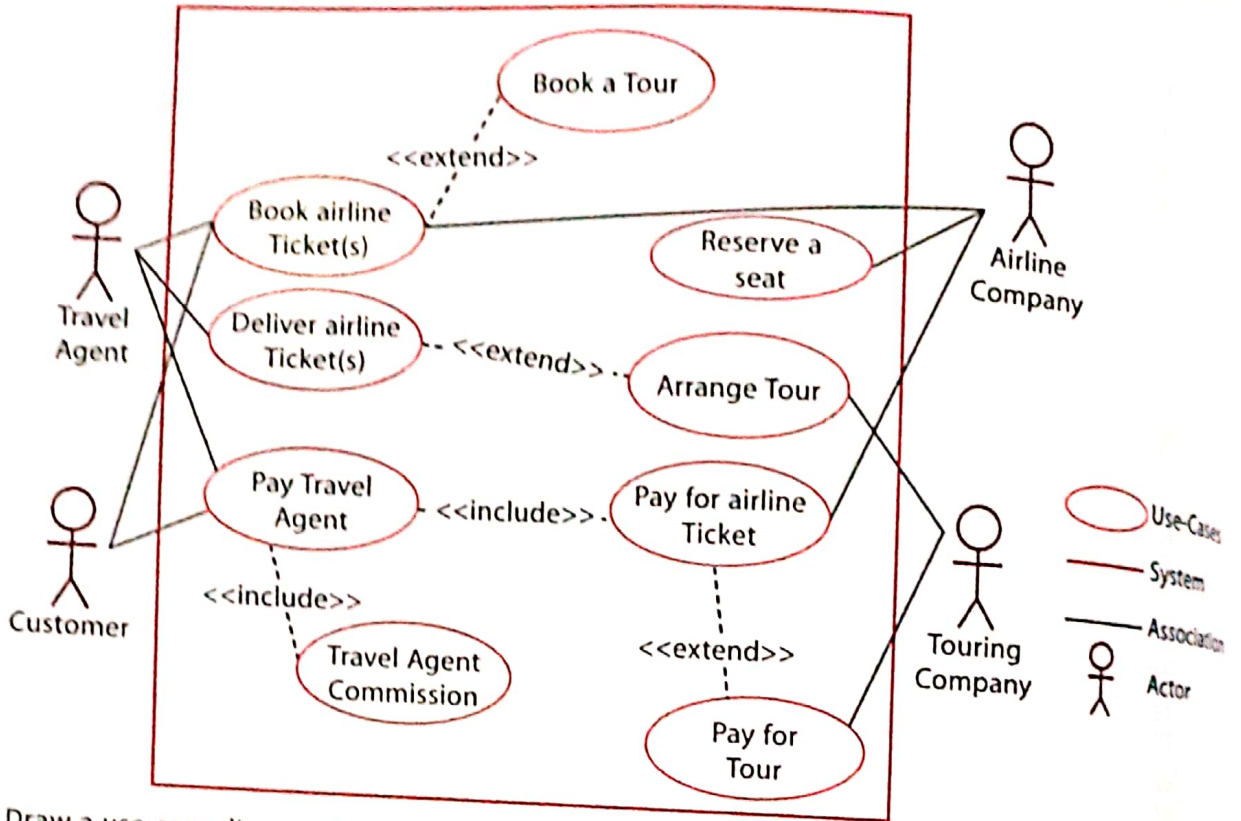 Book a Tour
<<extend>>
Book airline
Ticket(s)
Reserve a
seat
Airline
Company
Travel
Agent
Deliver airline
Ticket(s)
<<extend>>
Arrange Tour
Pay Travel
Agent
<<include>>
Pay for airline
Ticket
Use-Cases
System
Association
Actor
Customer
<<include>>
Travel Agent
Commission
<<extend>>
Touring
Company
Pay for
Tour
Draw a use